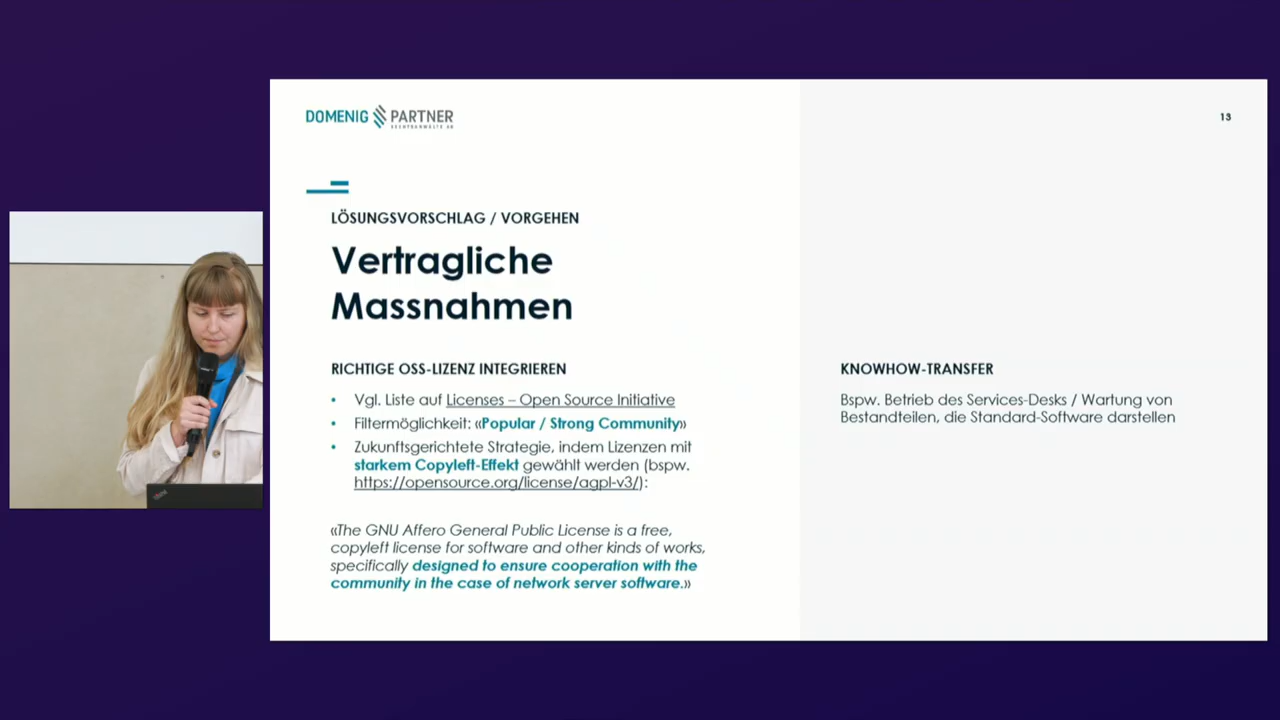 DOMENIG PARTNER
RECHTSANWÄLTE AG
13
LÖSUNGSVORSCHLAG / VORGEHEN
Vertragliche
Massnahmen
RICHTIGE OSS-LIZENZ INTEGRIEREN
• Vgl. Liste auf Licenses – Open Source Initiative
• Filtermöglichkeit: «Popular / Strong Community»
• Zukunftsgerichtete Strategie, indem Lizenzen mit
starkem Copyleft-Effekt gewählt werden (bspw.
https://opensource.org/license/agpl-v3/):
«The GNU Affero General Public License is a free,
copyleft license for software and other kinds of works,
specifically designed to ensure cooperation with the
community in the case of network server software.»
KNOWHOW-TRANSFER
Bspw. Betrieb des Services-Desks / Wartung von
Bestandteilen, die Standard-Software darstellen